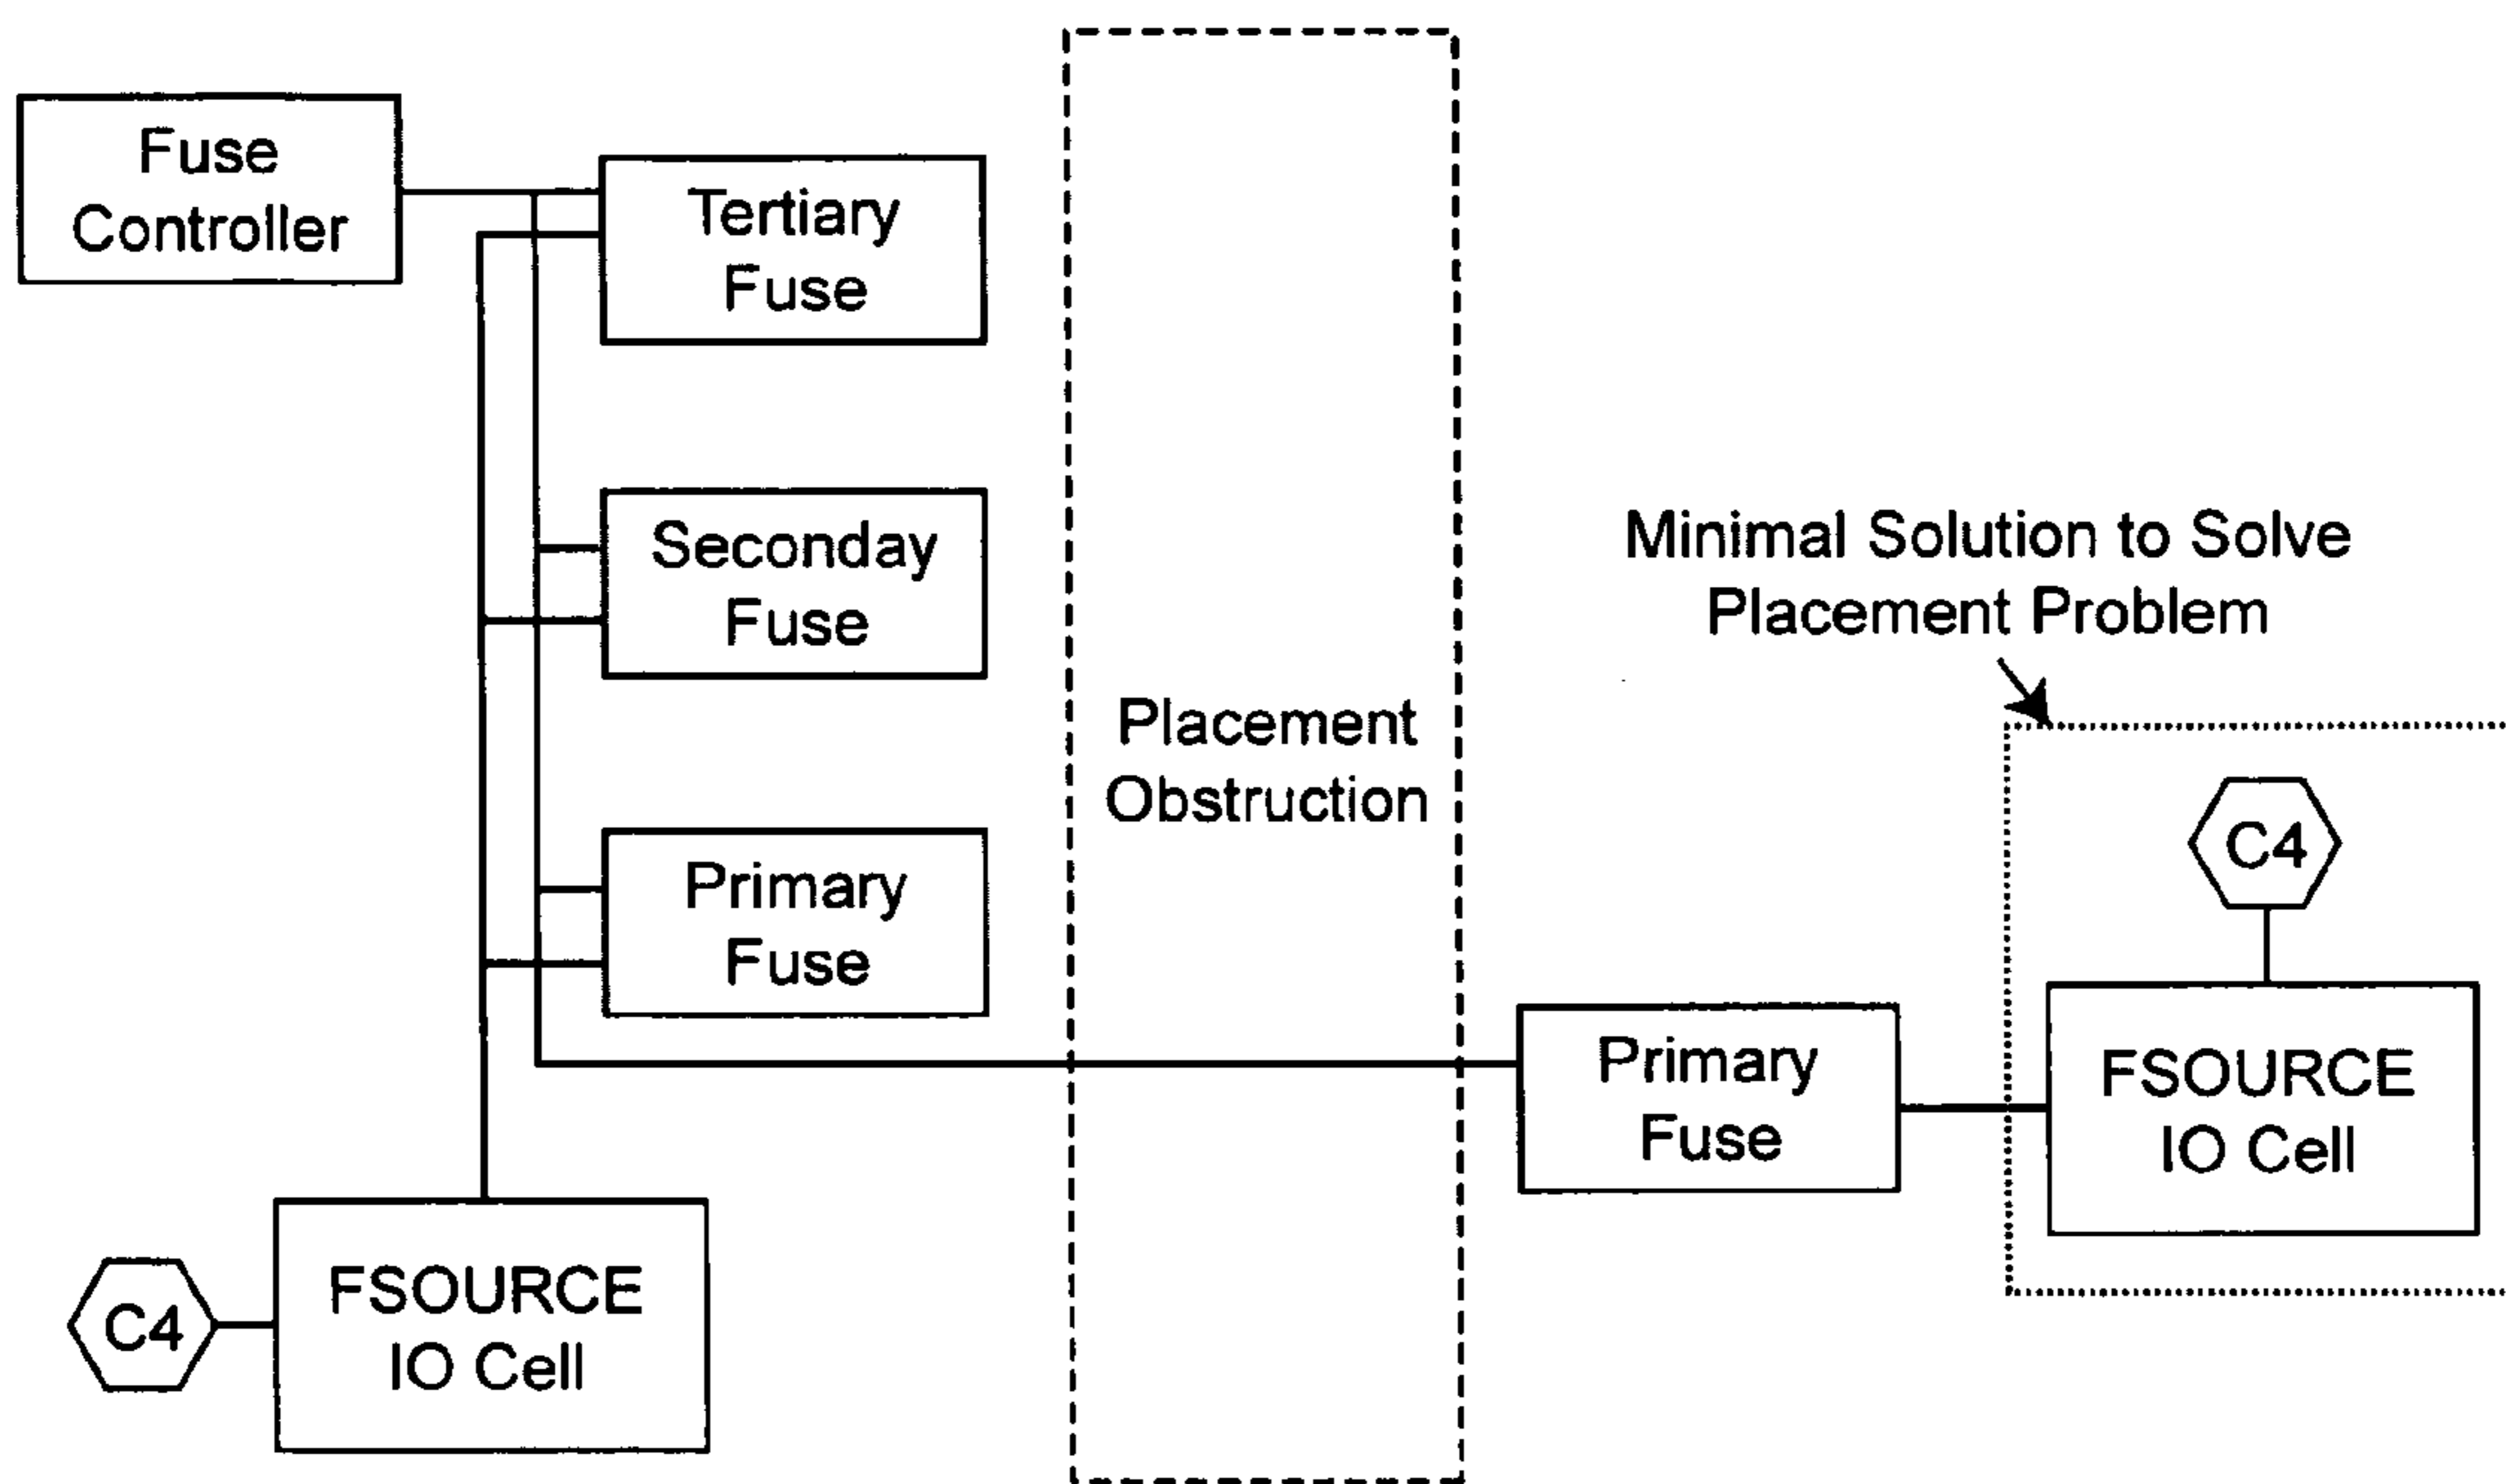 Fuse
Controller
Tertiary
Fuse
Seconday
Fuse
Primary
Fuse
Placement
Obstruction
Minimal Solution to Solve
Placement Problem
C4
FSOURCE
IO Cell
Primary
Fuse
C4
FSOURCE
IO Cell